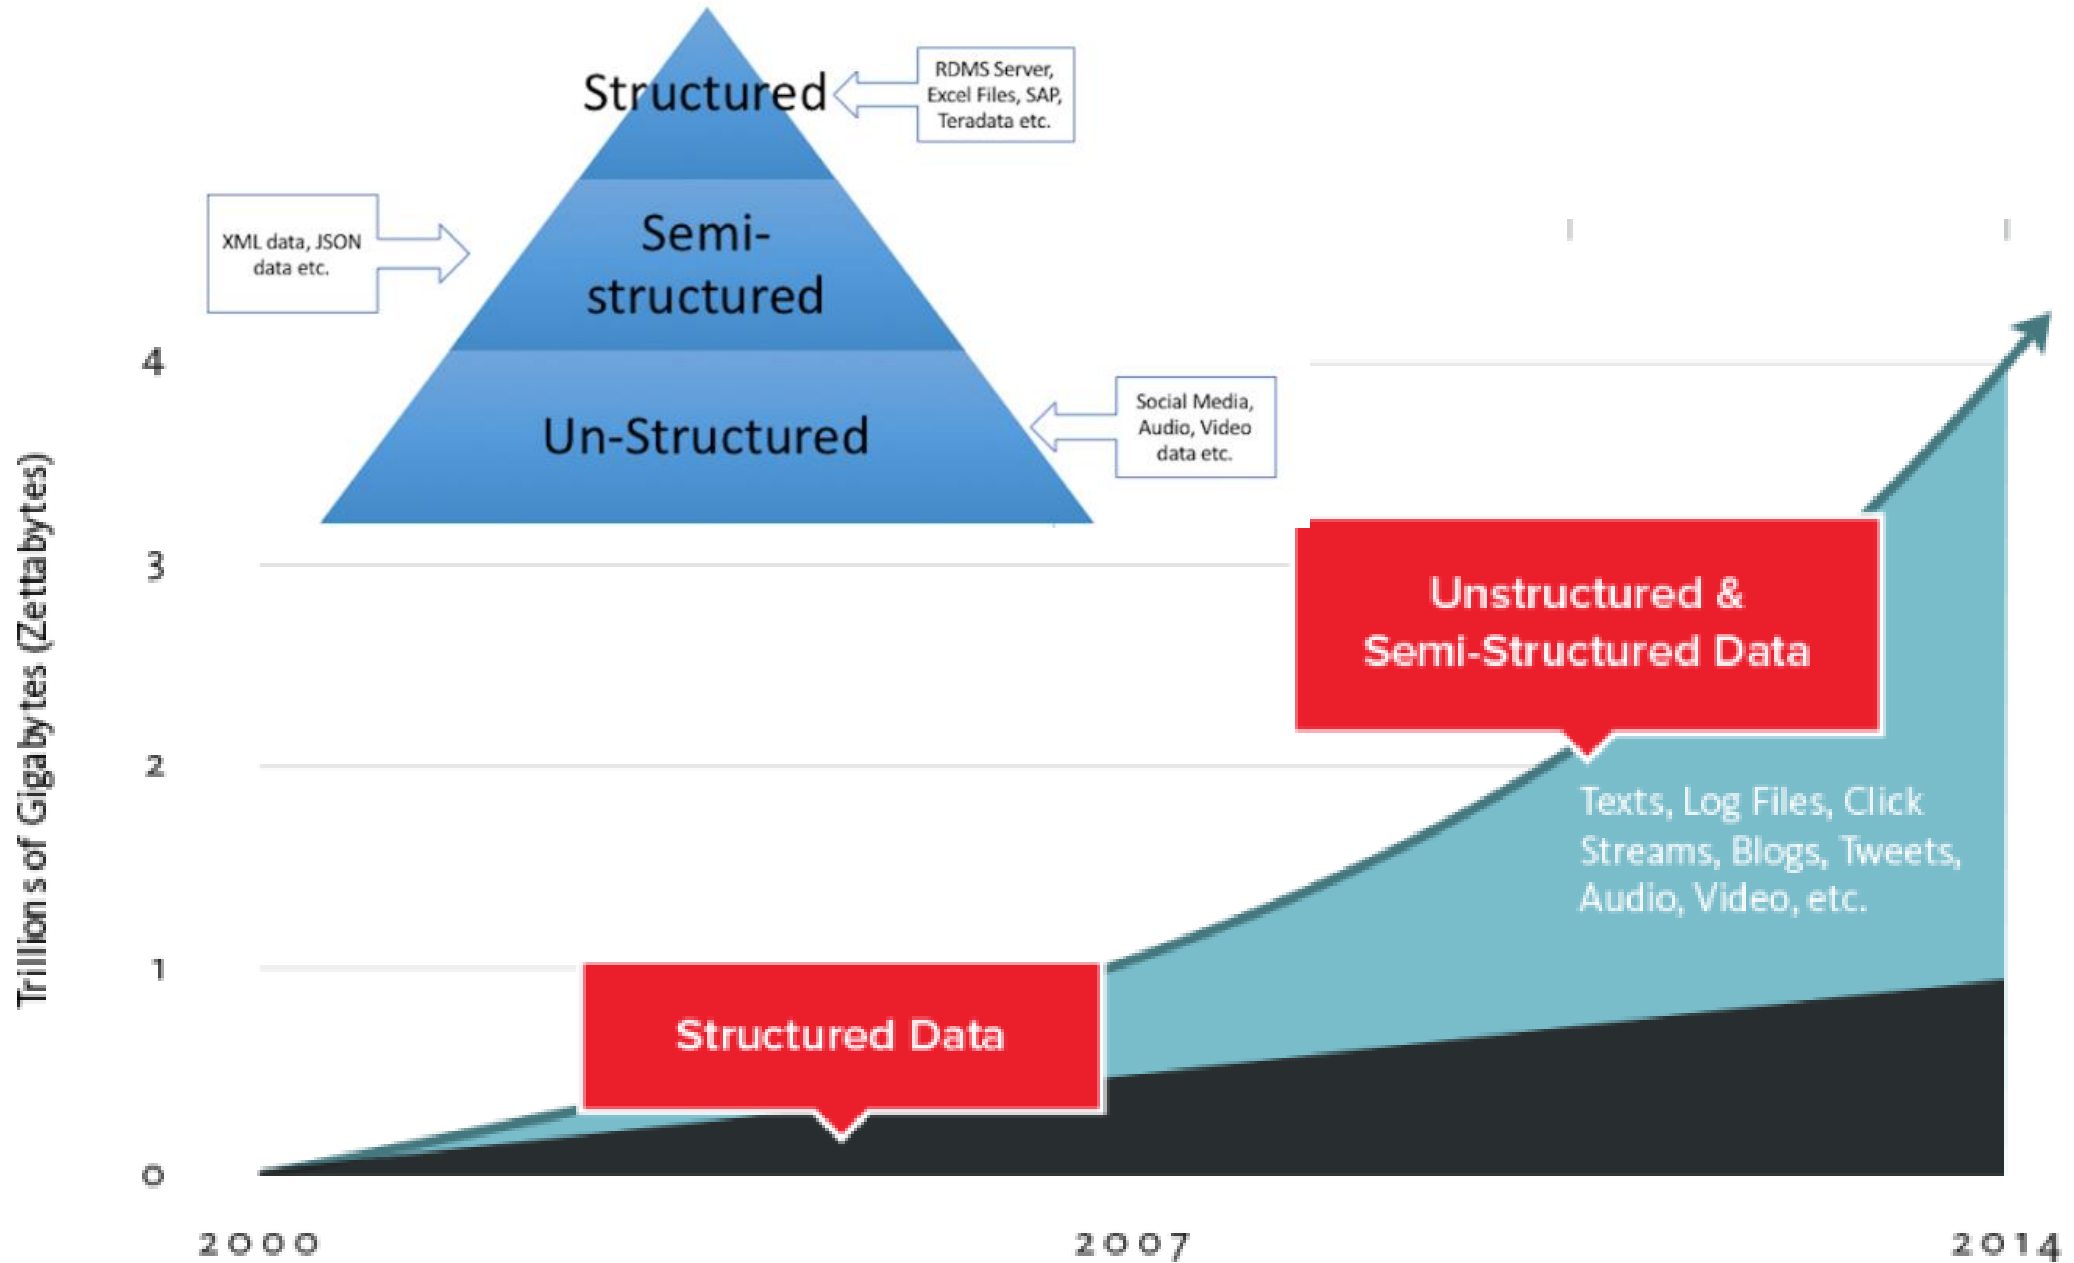 Structured
RDMS Server,
Excel Files, SAP,
Teradata etc.
Semi-
structured
XML data, JSON
data etc.
Un-Structured
Social Media,
Audio, Video
data etc.
Trillion s of Gigabytes (Zettabytes)
4
3
2
1
0
Unstructured &
Semi-Structured Data
Texts, Log Files, Click
Streams, Blogs, Tweets,
Audio, Video, etc.
Structured Data
2000
2007
2014